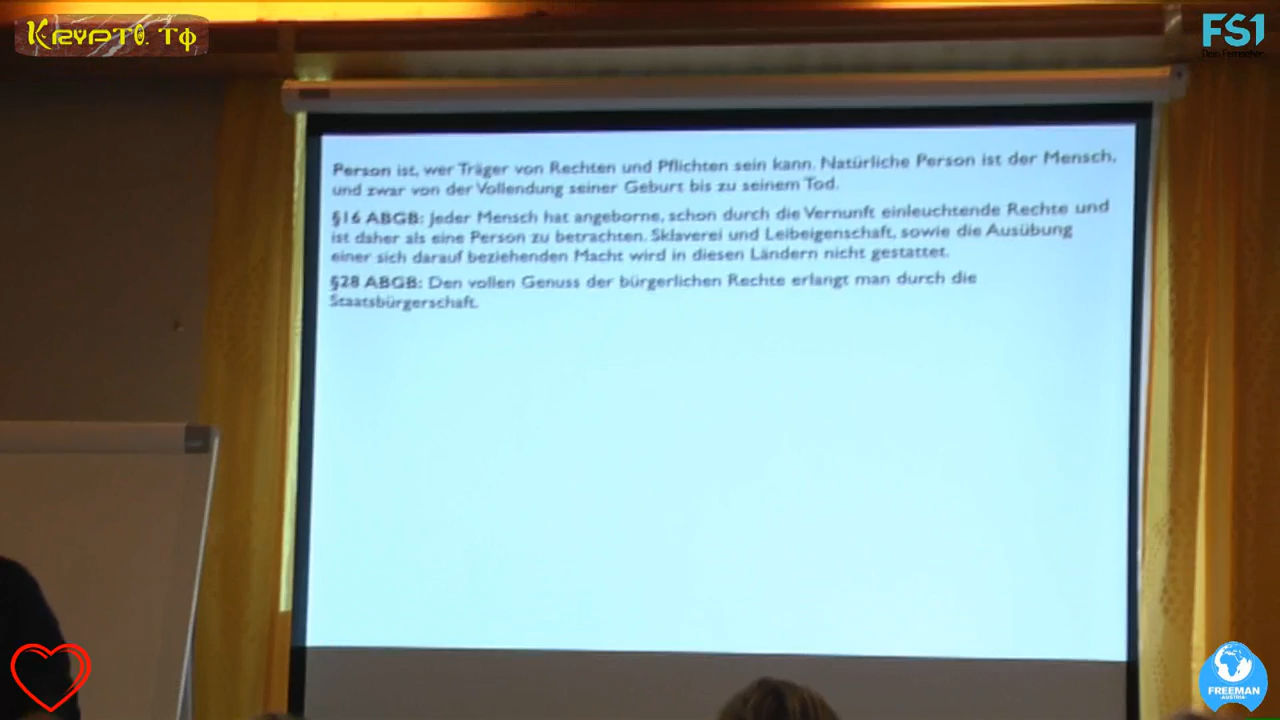 KRYPTO. TΦ
FS1
Dein Fernsehen
Person ist, wer Träger von Rechten und Pflichten sein kann. Natürliche Person ist der Mensch,
und zwar von der Vollendung seiner Geburt bis zu seinem Tod.
§16 ABGB: Jeder Mensch hat angeborne, schon durch die Vernunft einleuchtende Rechte und
ist daher als eine Person zu betrachten. Sklaverei und Leibeigenschaft, sowie die Ausübung
einer sich darauf beziehenden Macht wird in diesen Ländern nicht gestattet.
§28 ABGB: Den vollen Genuss der bürgerlichen Rechte erlangt man durch die
Staatsbürgerschaft.
FREEMAN
AUSTRIA